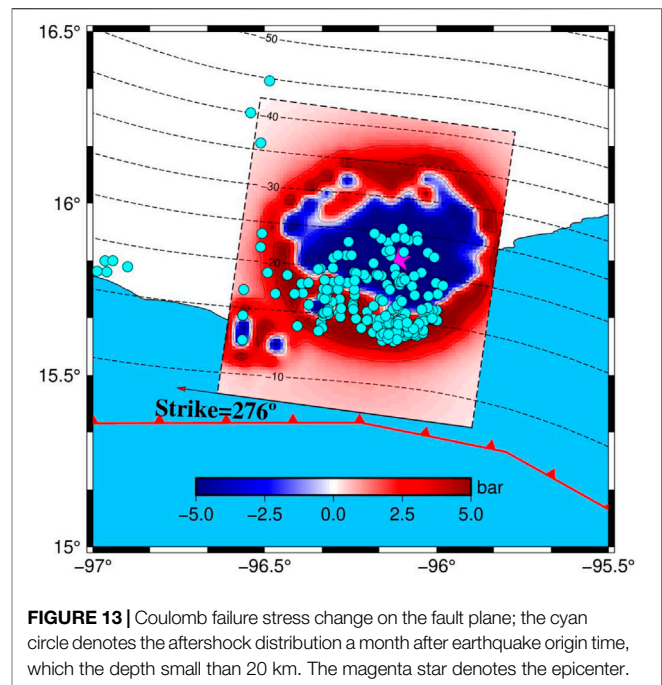 16.5°
50
40
30
16°
20
15.5°
10
Strike=276°
bar
−5.0 −2.5 0.0 2.5 5.0
15°
−97° −96.5° −96° −95.5°
FIGURE 13 | Coulomb failure stress change on the fault plane; the cyan
circle denotes the aftershock distribution a month after earthquake origin time,
which the depth small than 20 km. The magenta star denotes the epicenter.